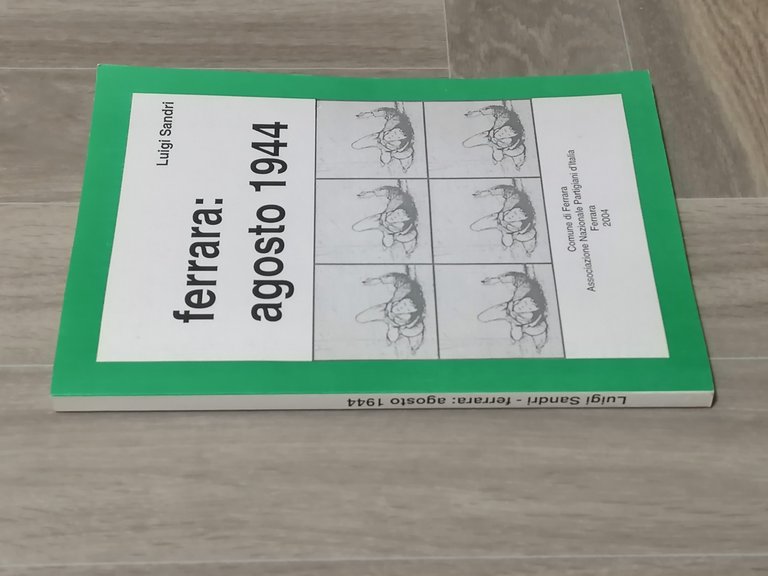 Luigi Sandri
ferrara:
agosto 1944
Comune di Ferrara
Associazione Nazionale Partigiani d'Italia
Ferrara
2004
Luigi Sandri - ferrara: agosto 1944